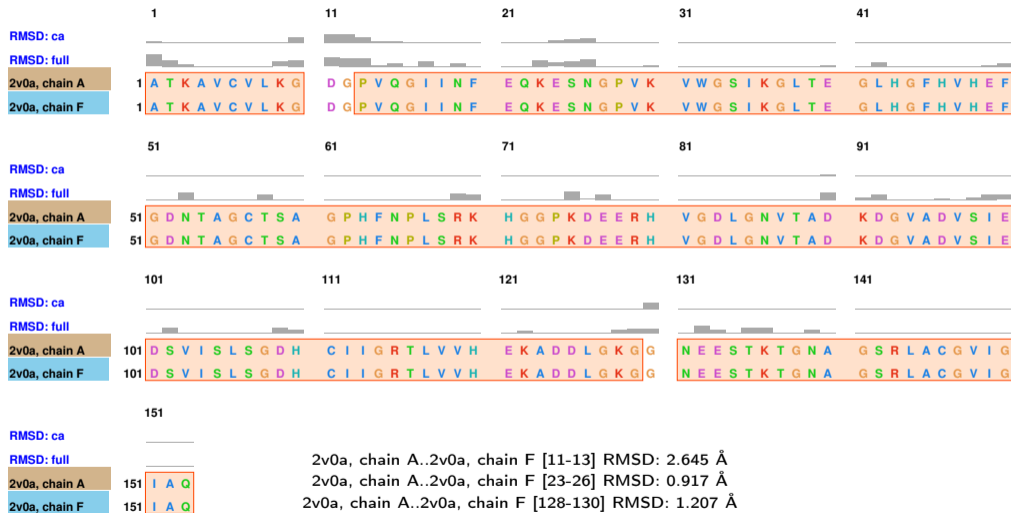 1 11 21 31 41
RMSD: ca
RMSD: full
2v0a, chain A 1 A T K A V C V L K G D G P V Q G I I N F E Q K E S N G P V K V W G S I K G L T E G L H G F H V H E F
2v0a, chain F A T K A V C V L K G D G P V Q G I I N F E Q K E S N G P V K V W G S I K G L T E G L H G F H V H E F
51 61 71 81 91
RMSD: ca
RMSD: full
2v0a, chain A 51 G D N T A G C T S A G P H F N P L S R K H G G P K D E E R H V G D L G N V T A D K D G V A D V S I E
2v0a, chain F 51 G D N T A G C T S A G P H F N P L S R K H G G P K D E E R H V G D L G N V T A D K D G V A D V S I E
101 111 121 131 141
RMSD: ca
RMSD: full
2v0a, chain A 101 D S V I S L S G D H C I I G R T L V V H E K A D D L G K G G N E E S T K T G N A G S R L A C G V I G
2v0a, chain F 101 D S V I S L S G D H C I I G R T L V V H E K A D D L G K G G N E E S T K T G N A G S R L A C G V I G
151
RMSD: ca
RMSD: full
2v0a, chain A 151 I A Q
2v0a, chain F 151 I A Q
2v0a, chain A..2v0a, chain F [11-13] RMSD: 2.645 Å
2v0a, chain A..2v0a, chain F [23-26] RMSD: 0.917 Å
2v0a, chain A..2v0a, chain F [128-130] RMSD: 1.207 Å